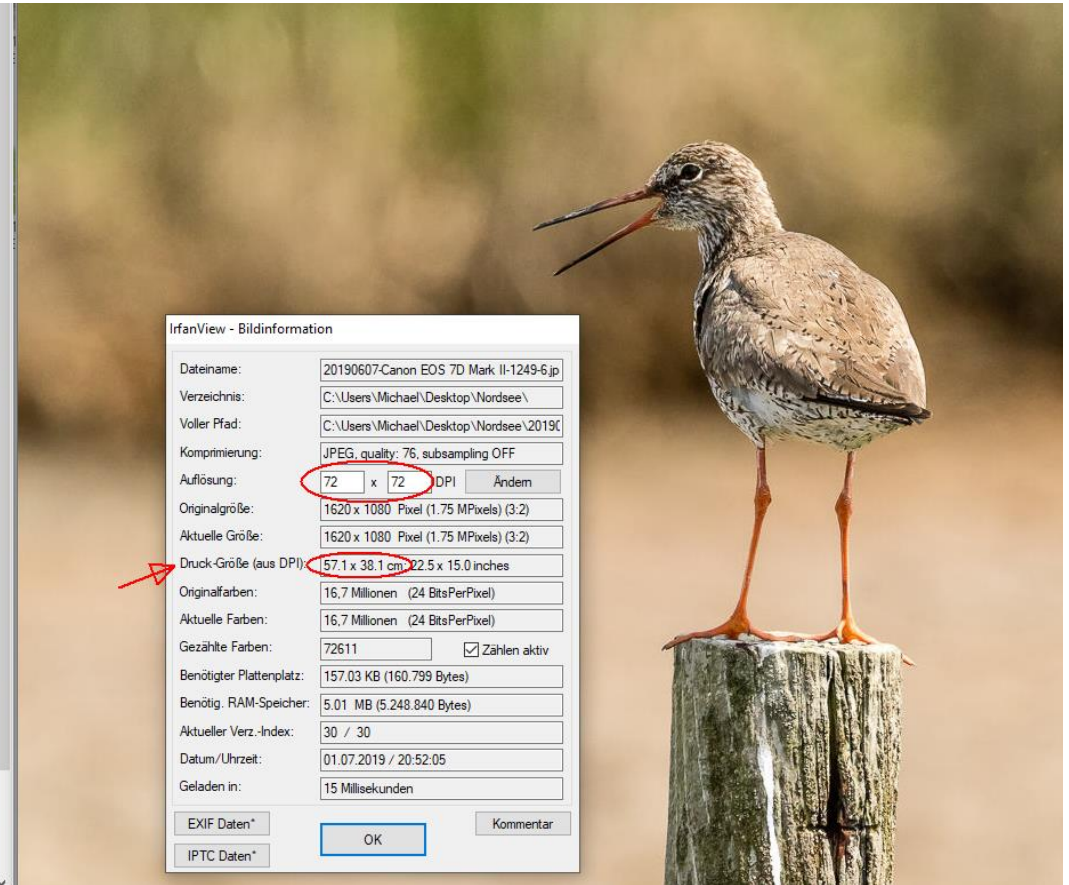 IrfanView - Bildinformation
Dateiname: 20190607-Canon EOS 7D Mark II-1249-6.jp
Verzeichnis: C:\Users\Michael\Desktop\Nordsee\
Voller Pfad: C:\Users\Michael\Desktop\Nordsee\2019(
Komprimierung: JPEG, quality: 76, subsampling OFF
Auflösung: 72 x 72 DPI Ändern
Originalgröße: 1620 x 1080 Pixel (1.75 MPixels) (3:2)
Aktuelle Größe: 1620 x 1080 Pixel (1.75 MPixels) (3:2)
Druck-Größe (aus DPI): 57.1 x 38.1 cm; 22.5 x 15.0 inches
Originalfarben: 16,7 Millionen (24 BitsPerPixel)
Aktuelle Farben: 16,7 Millionen (24 BitsPerPixel)
Gezählte Farben: 72611 Zählen aktiv
Benötigter Plattenplatz: 157.03 KB (160.799 Bytes)
Benötig. RAM-Speicher: 5.01 MB (5.248.840 Bytes)
Aktueller Verz.-Index: 30 / 30
Datum/Uhrzeit: 01.07.2019 / 20:52:05
Geladen in: 15 Millisekunden
EXIF Daten* OK Kommentar
IPTC Daten*